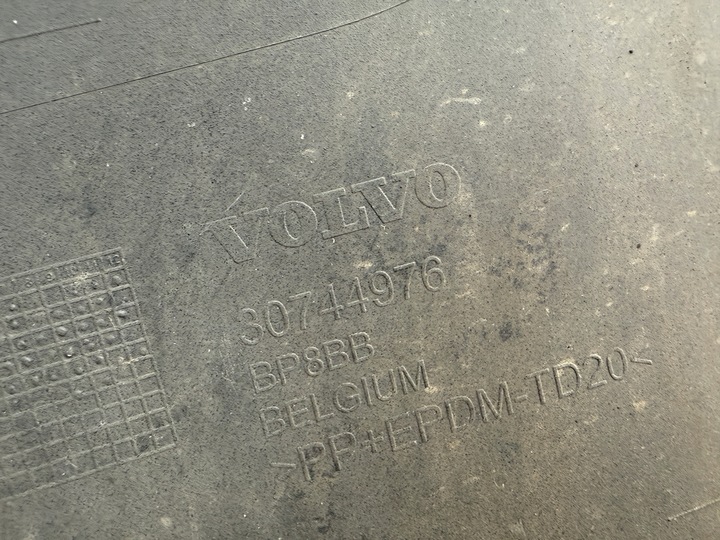 VOLVO
30744976
BP8BB
BELGIUM
>PP+EPDM-TD20<